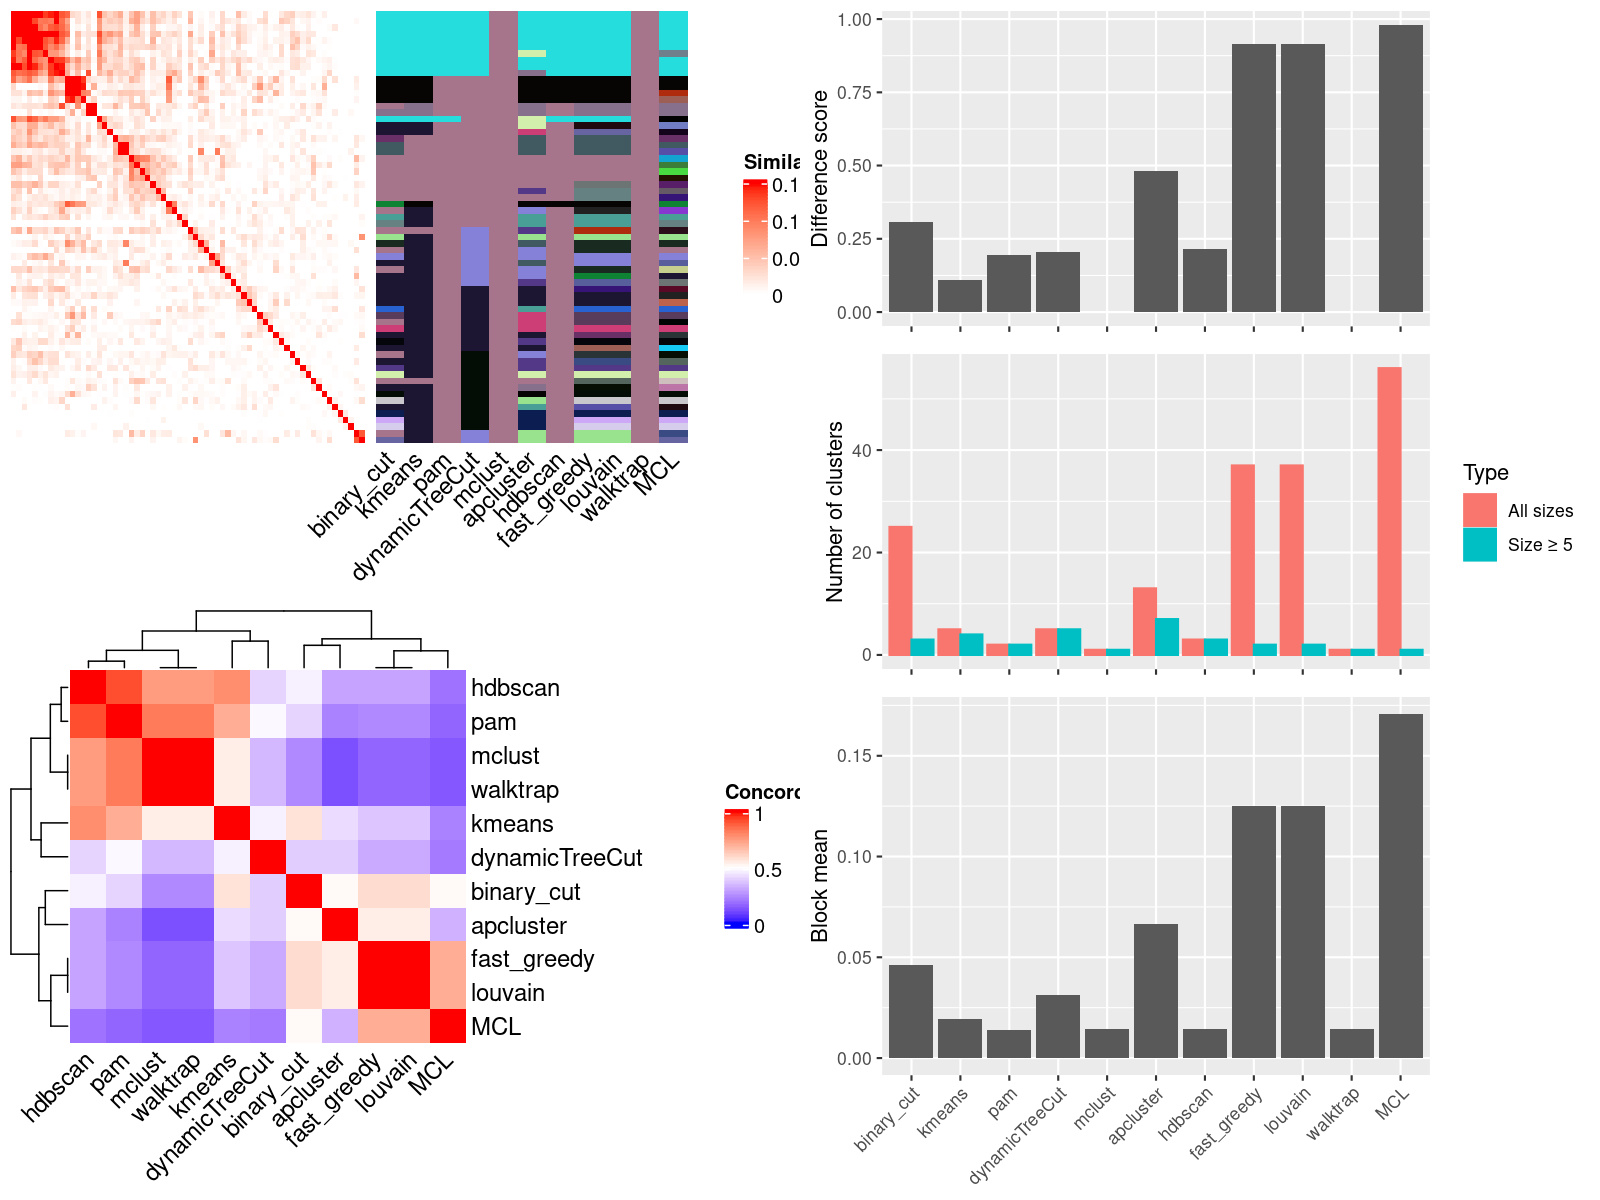 Simila
0.1
0.1
0.0
0
binary_cut
kmeans
pam
dynamicTreeCut
mclust
apcluster
hdbscan
fast_greedy
louvain
walktrap
MCL
hdbscan
pam
mclust
walktrap
kmeans
dynamicTreeCut
binary_cut
apcluster
fast_greedy
louvain
MCL
hdbscan
pam
mclust
walktrap
kmeans
dynamicTreeCut
binary_cut
apcluster
fast_greedy
louvain
MCL
Concord
1
0.5
0
Difference score
1.00
0.75
0.50
0.25
0.00
Number of clusters
40
20
0
Type
All sizes
Size ≥ 5
Block mean
0.15
0.10
0.05
0.00
binary_cut
kmeans
pam
dynamicTreeCut
mclust
apcluster
hdbscan
fast_greedy
louvain
walktrap
MCL